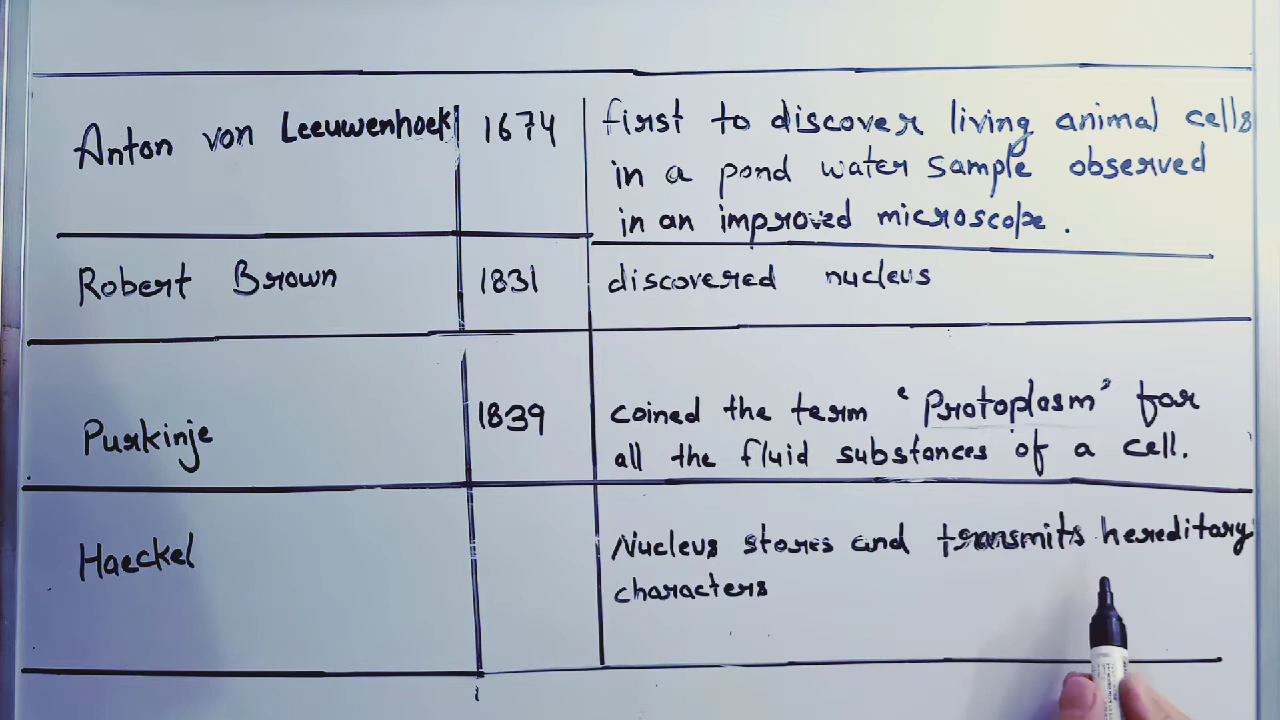 Anton von Leeuwenhoek 1674 first to discover living animal cells
in a pond water sample observed
in an improved microscope.
Robert Brown 1831 discovered nucleus
Purkinje 1839 coined the term ‘Protoplasm’ for
all the fluid substances of a cell.
Haeckel Nucleus stores and transmits hereditary
characters